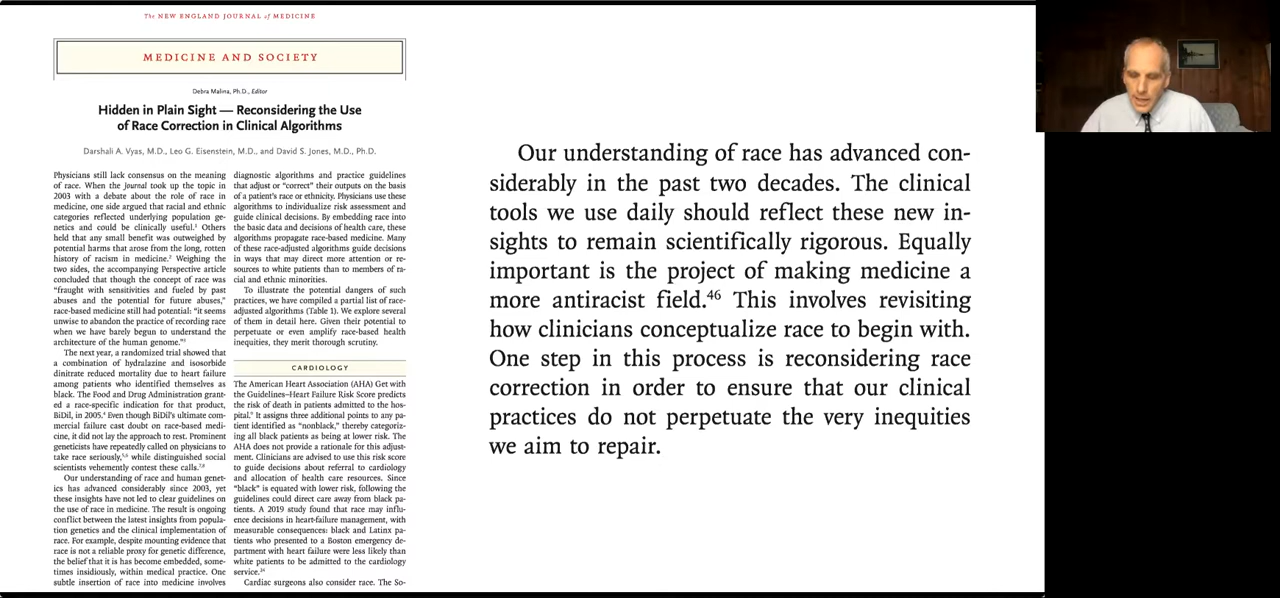 The NEW ENGLAND JOURNAL of MEDICINE
MEDICINE AND SOCIETY
Debra Malina, Ph.D., Editor
Hidden in Plain Sight — Reconsidering the Use
of Race Correction in Clinical Algorithms
Darshali A. Vyas, M.D., Leo G. Eisenstein, M.D., and David S. Jones, M.D., Ph.D.
Physicians still lack consensus on the meaning
of race. When the Journal took up the topic in
2003 with a debate about the role of race in
medicine, one side argued that racial and ethnic
categories reflected underlying population ge-
netics and could be clinically useful.1 Others
held that any small benefit was outweighed by
potential harms that arose from the long, rotten
history of racism in medicine.2 Weighing the
two sides, the accompanying Perspective article
concluded that though the concept of race was
“fraught with sensitivities and fueled by past
abuses and the potential for future abuses,”
race-based medicine still had potential: “it seems
unwise to abandon the practice of recording race
when we have barely begun to understand the
architecture of the human genome.”3
The next year, a randomized trial showed that
a combination of hydralazine and isosorbide
dinitrate reduced mortality due to heart failure
among patients who identified themselves as
black. The Food and Drug Administration grant-
ed a race-specific indication for that product,
BiDil, in 2005.4 Even though BiDil’s ultimate com-
mercial failure cast doubt on race-based medi-
cine, it did not lay the approach to rest. Prominent
geneticists have repeatedly called on physicians to
take race seriously,5,6 while distinguished social
scientists vehemently contest these calls.7,8
Our understanding of race and human genet-
ics has advanced considerably since 2003, yet
these insights have not led to clear guidelines on
the use of race in medicine. The result is ongoing
conflict between the latest insights from popula-
tion genetics and the clinical implementation of
race. For example, despite mounting evidence that
race is not a reliable proxy for genetic difference,
the belief that it is has become embedded, some-
times insidiously, within medical practice. One
subtle insertion of race into medicine involves
diagnostic algorithms and practice guidelines
that adjust or “correct” their outputs on the basis
of a patient’s race or ethnicity. Physicians use these
algorithms to individualize risk assessment and
guide clinical decisions. By embedding race into
the basic data and decisions of health care, these
algorithms propagate race-based medicine. Many
of these race-adjusted algorithms guide decisions
in ways that may direct more attention or re-
sources to white patients than to members of ra-
cial and ethnic minorities.
To illustrate the potential dangers of such
practices, we have compiled a partial list of race-
adjusted algorithms (Table 1). We explore several
of them in detail here. Given their potential to
perpetuate or even amplify race-based health
inequities, they merit thorough scrutiny.
CARDIOLOGY
The American Heart Association (AHA) Get with
the Guidelines–Heart Failure Risk Score predicts
the risk of death in patients admitted to the hos-
pital. It assigns three additional points to any pa-
tient identified as “nonblack,” thereby categoriz-
ing all black patients as being at lower risk. The
AHA does not provide a rationale for this adjust-
ment. Clinicians are advised to use this risk score
to guide decisions about referral to cardiology
and allocation of health care resources. Since
“black” is equated with lower risk, following the
guidelines could direct care away from black pa-
tients. A 2019 study found that race may influ-
ence decisions in heart-failure management, with
measurable consequences: black and Latinx pa-
tients who presented to a Boston emergency de-
partment with heart failure were less likely than
white patients to be admitted to the cardiology
service.
Cardiac surgeons also consider race. The So-
Our understanding of race has advanced con-
siderably in the past two decades. The clinical
tools we use daily should reflect these new in-
sights to remain scientifically rigorous. Equally
important is the project of making medicine a
more antiracist field.46 This involves revisiting
how clinicians conceptualize race to begin with.
One step in this process is reconsidering race
correction in order to ensure that our clinical
practices do not perpetuate the very inequities
we aim to repair.